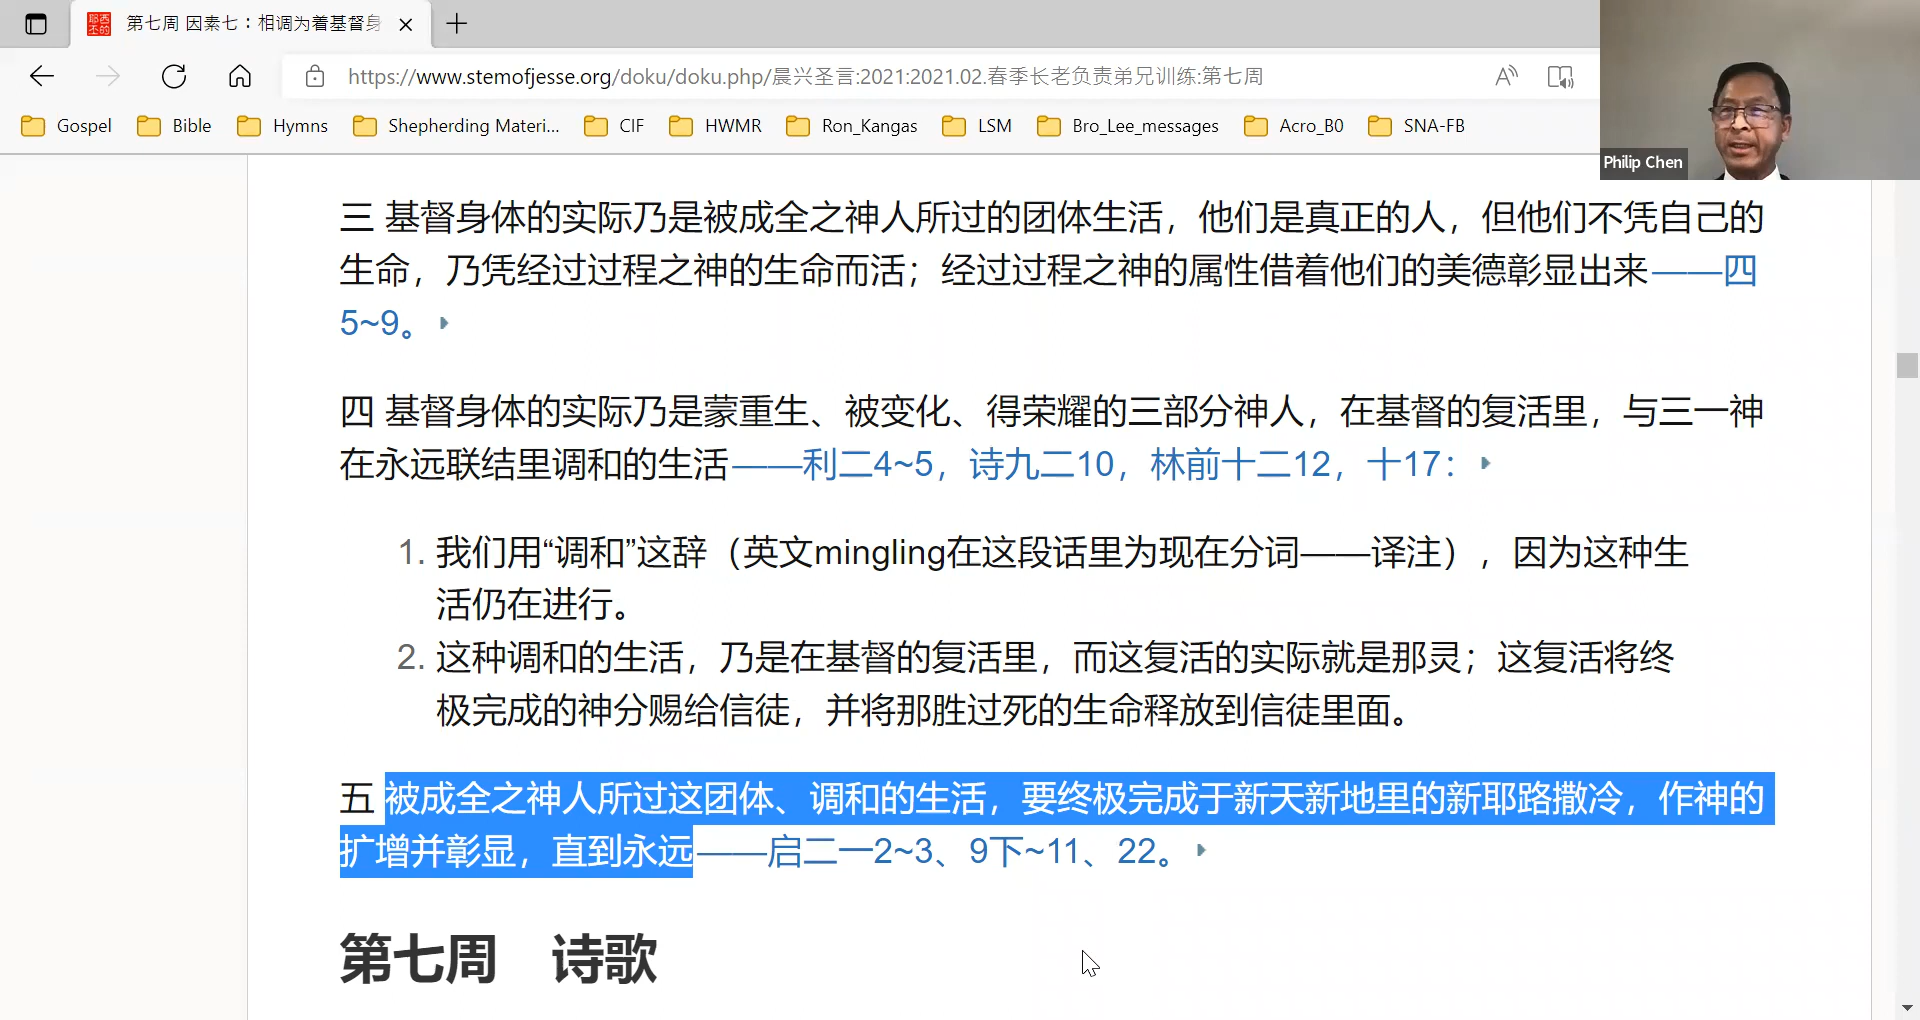 第七周 因素七：相调为着基督身
https://www.stemofjesse.org/doku/doku.php/晨兴圣言:2021:2021.02.春季长老负责弟兄训练:第七周
Gospel Bible Hymns Shepherding Materi... CIF HWMR Ron_Kangas LSM Bro_Lee_messages Acro_B0 SNA-FB
Philip Chen
三 基督身体的实际乃是被成全之神人所过的团体生活，他们是真正的人，但他们不凭自己的
生命，乃凭经过过程之神的生命而活；经过过程之神的属性借着他们的美德彰显出来——四
5~9。
四 基督身体的实际乃是蒙重生、被变化、得荣耀的三部分神人，在基督的复活里，与三一神
在永远联结里调和的生活——利二4~5，诗九二10，林前十二12，十17：
1. 我们用“调和”这辞（英文mingling在这段话里为现在分词——译注），因为这种生
活仍在进行。
2. 这种调和的生活，乃是在基督的复活里，而这复活的实际就是那灵；这复活将终
极完成的神分赐给信徒，并将那胜过死的生命释放到信徒里面。
五 被成全之神人所过这团体、调和的生活，要终极完成于新天新地里的新耶路撒冷，作神的
扩增并彰显，直到永远——启二一2~3、9下~11、22。
第七周 诗歌